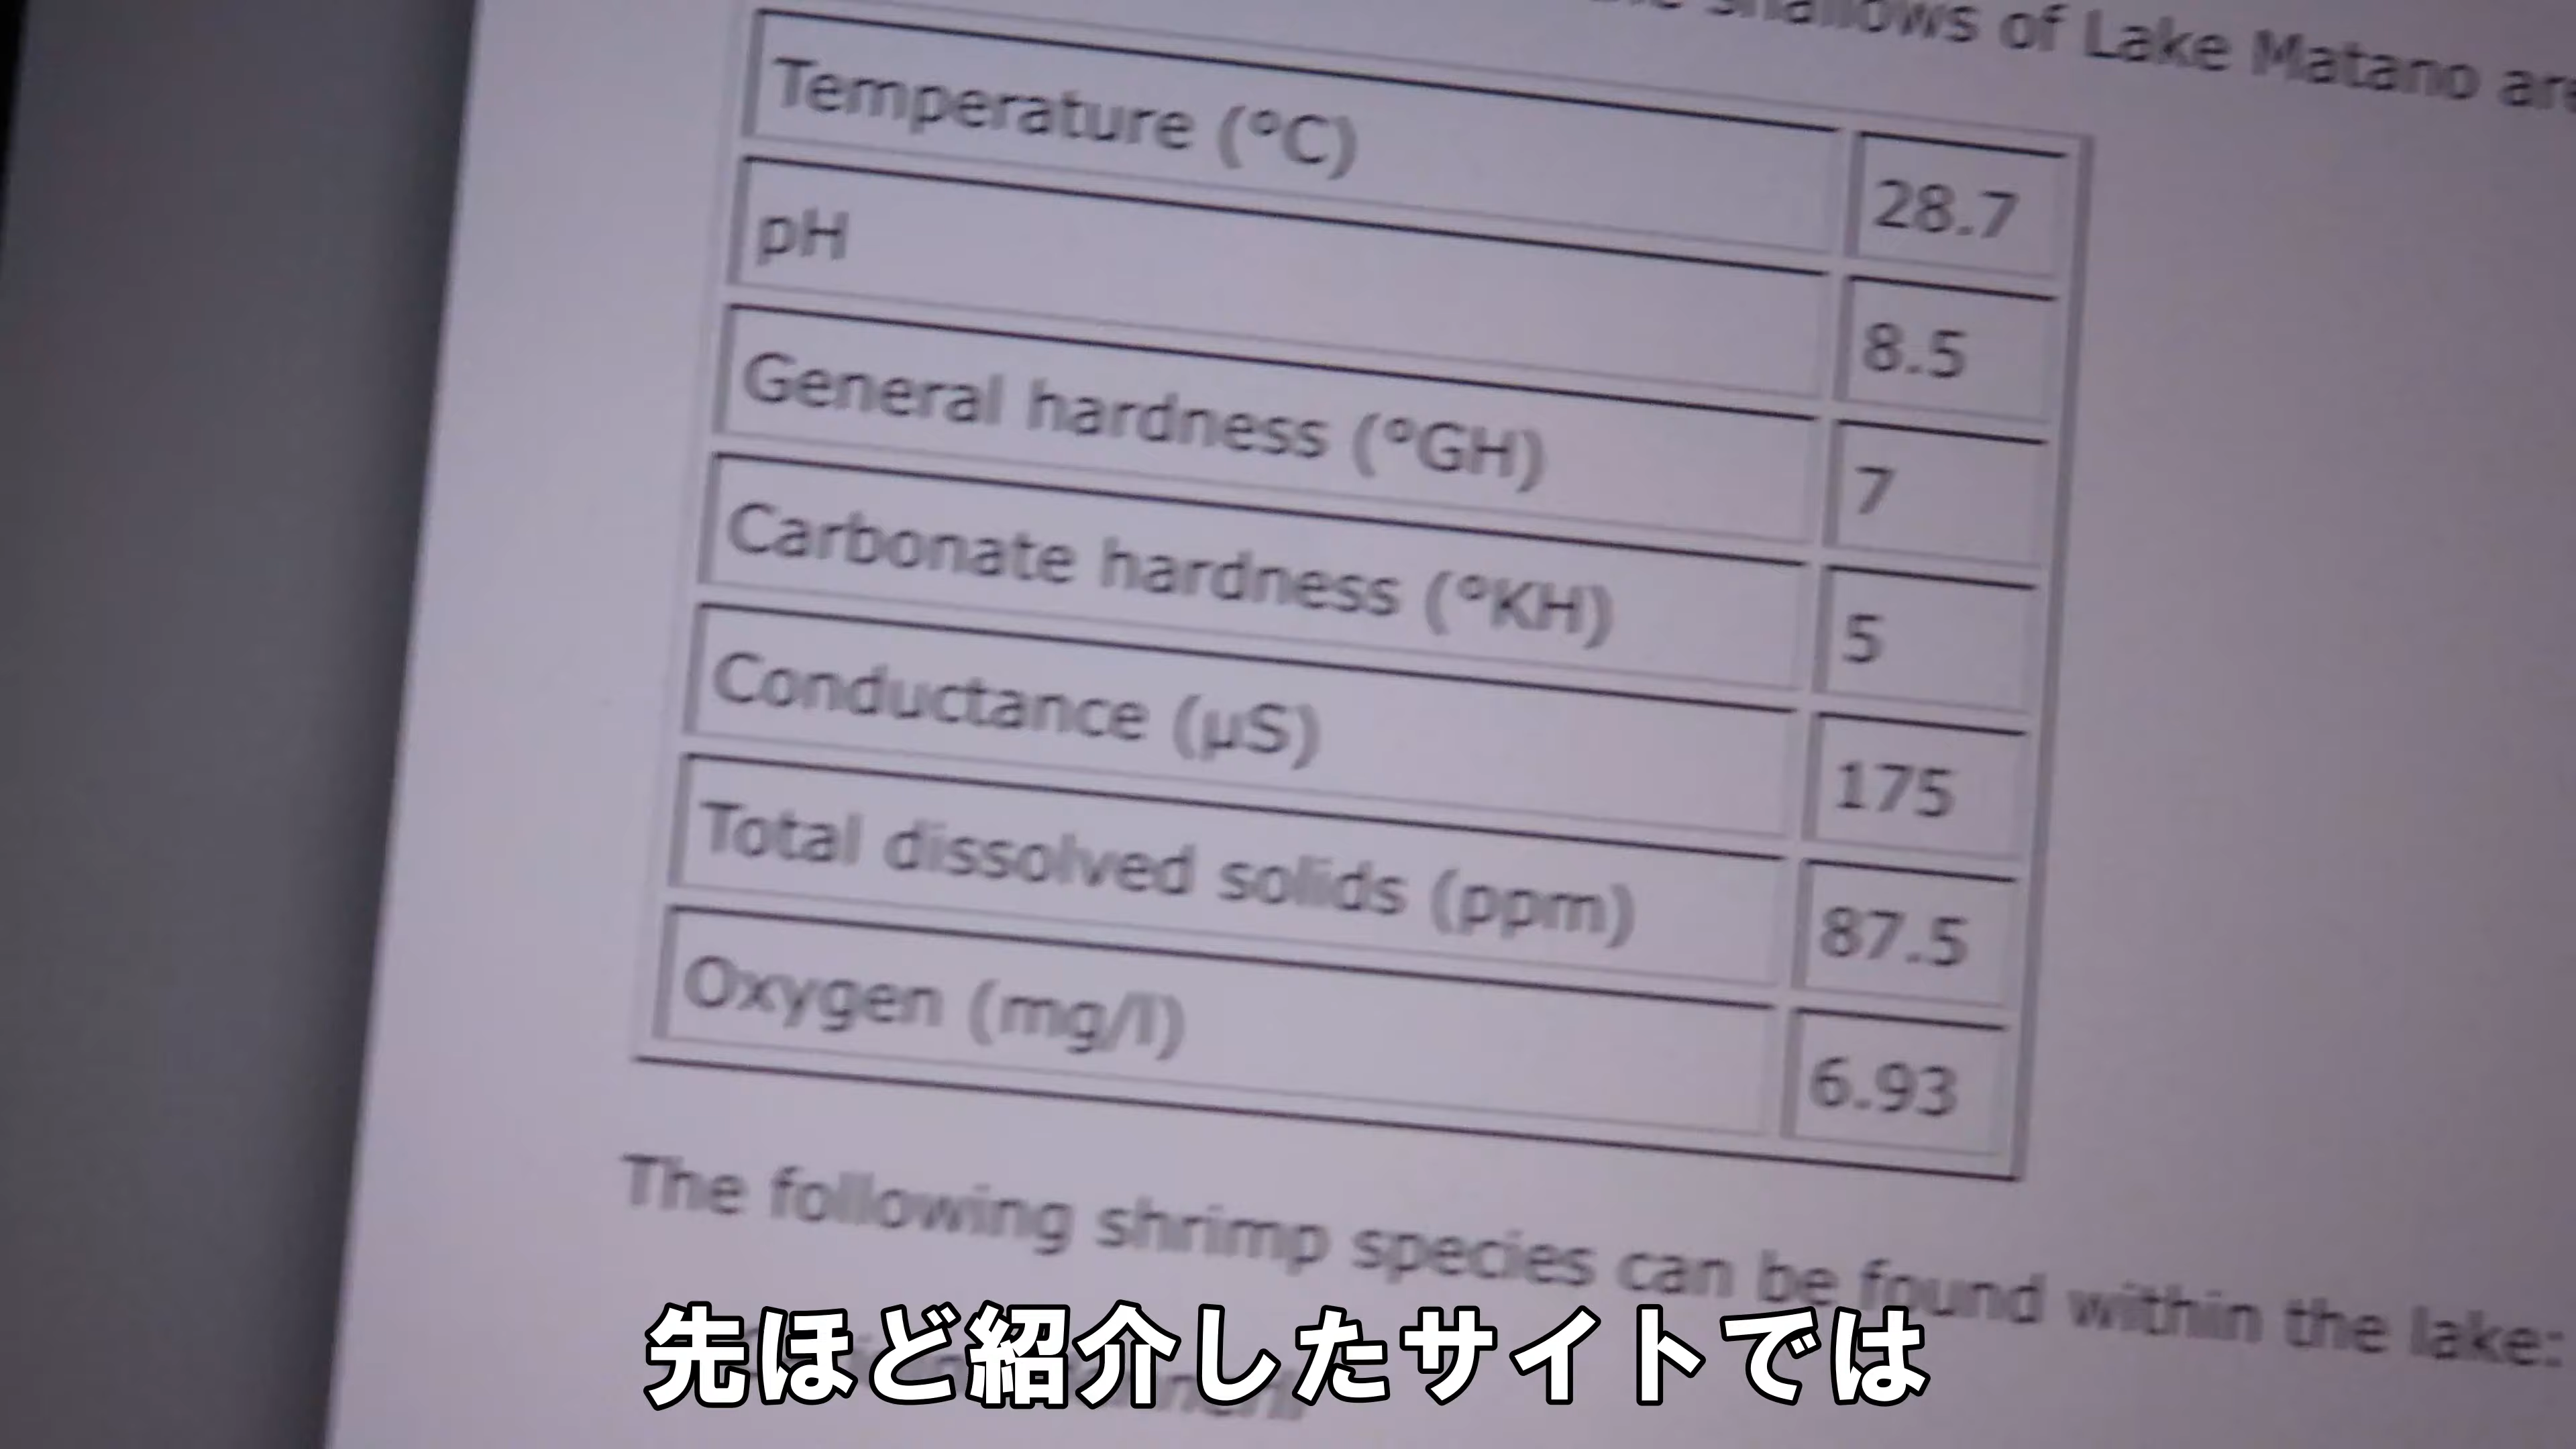 shallows of Lake Matano are
Temperature (°C) 28.7
pH 8.5
General hardness (°GH) 7
Carbonate hardness (°KH) 5
Conductance (µS) 175
Total dissolved solids (ppm) 87.5
Oxygen (mg/l) 6.93
The following shrimp species can be found within the lake:
先ほど紹介したサイトでは